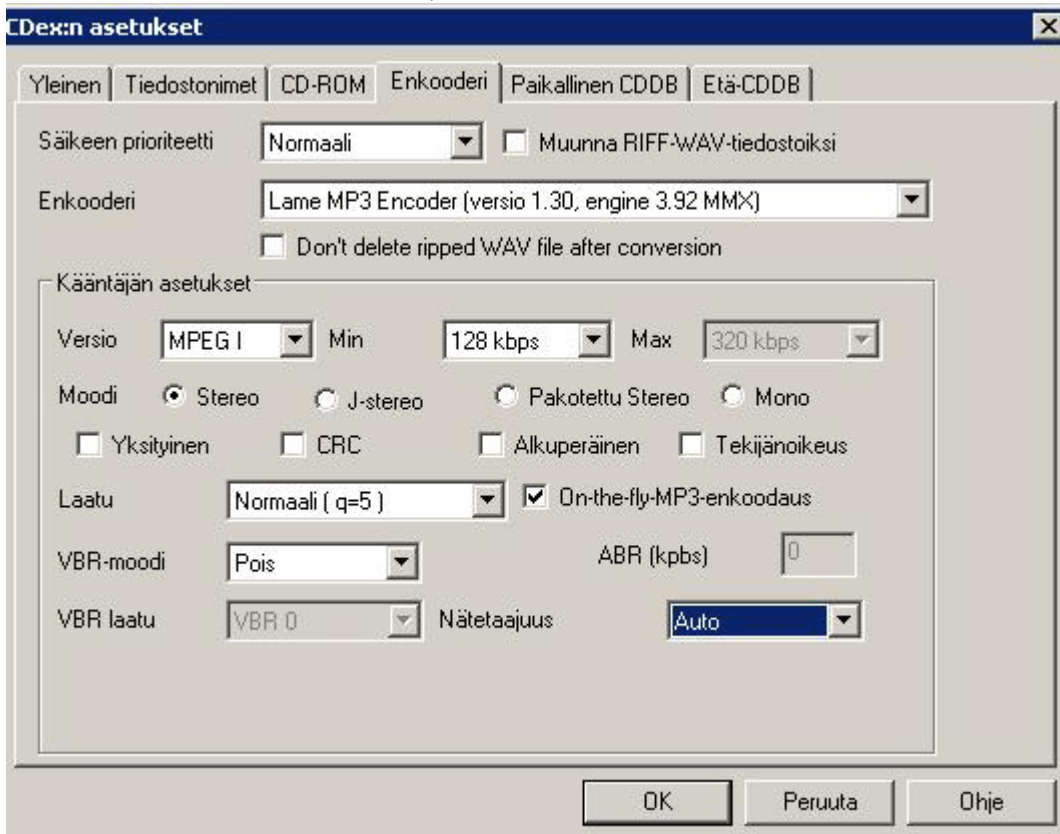 CDex:n asetukset
Yleinen Tiedostonimet CD-ROM Enkooderi Paikallinen CDDB Etä-CDDB
Säikeen prioriteetti Normaali Muunna RIFF-WAV-tiedostoiksi
Enkooderi Lame MP3 Encoder (versio 1.30, engine 3.92 MMX)
Don't delete ripped WAV file after conversion
Kääntäjän asetukset
Versio MPEG I Min 128 kbps Max 320 kbps
Moodi Stereo J-stereo Pakotettu Stereo Mono
Yksityinen CRC Alkuperäinen Tekijänoikeus
Laatu Normaali ( q=5 ) On-the-fly-MP3-enkoodaus
VBR-moodi Pois ABR (kpbs) 0
VBR laatu VBR 0 Nätetaajuus Auto
OK Peruuta Ohje